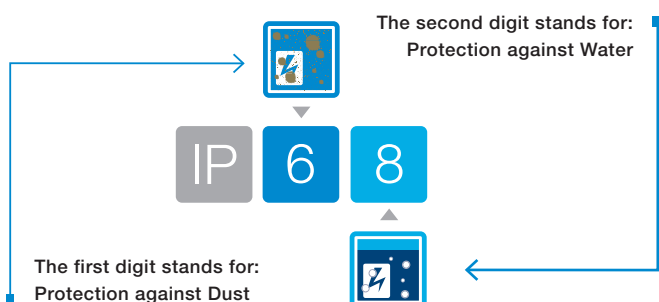 The second digit stands for:
Protection against Water
IP 6 8
The first digit stands for:
Protection against Dust